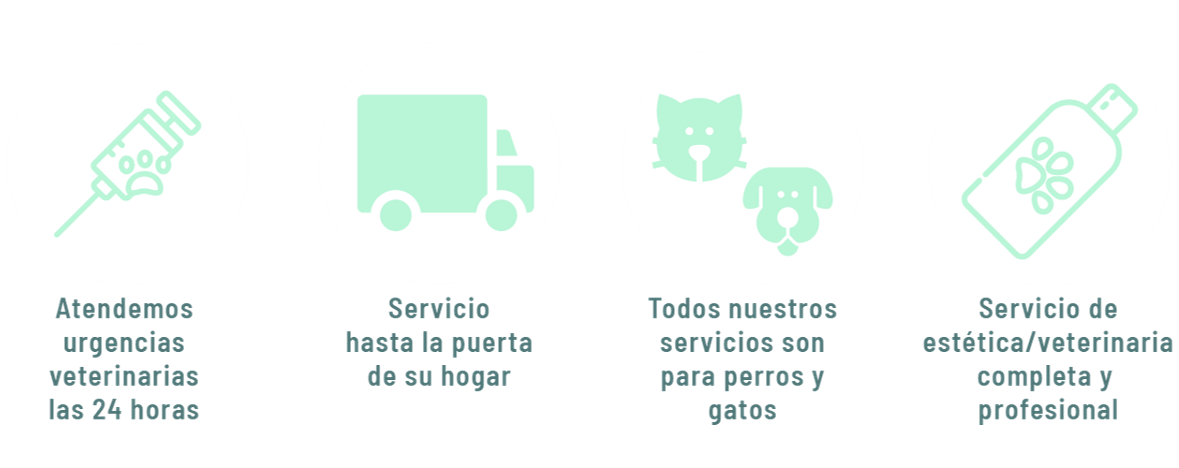 Atendemos
urgencias
veterinarias
las 24 horas
Servicio
hasta la puerta
de su hogar
Todos nuestros
servicios son
para perros y
gatos
Servicio de
estética/veterinaria
completa y
profesional